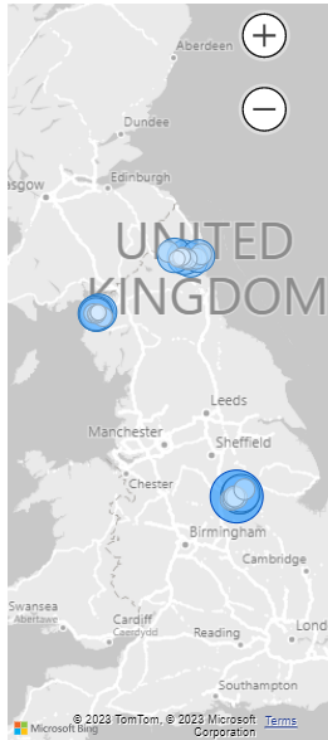 Aberdeen
Dundee
Edinburgh
asgow
UNITED
KINGDOM
Leeds
Manchester
Sheffield
Chester
Birmingham
Cambridge
Swansea
Abertawe
Cardiff
Caerdydd
Reading
Lond
Southampton
Microsoft Bing
© 2023 TomTom, © 2023 Microsoft Corporation Terms